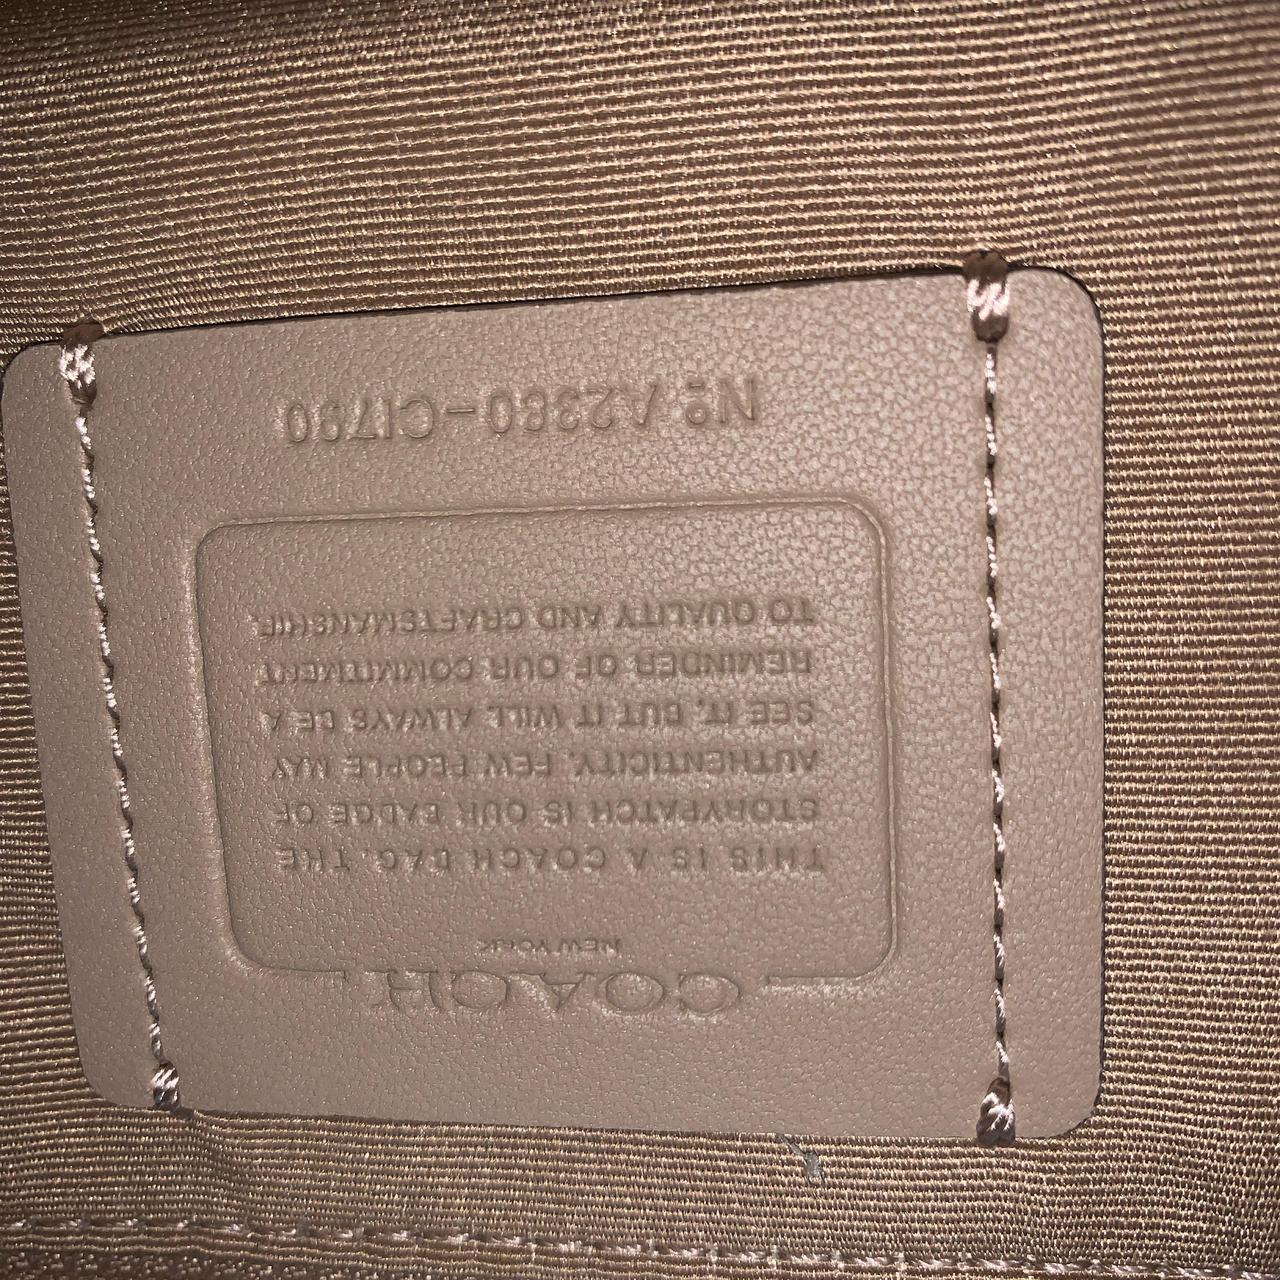 COACH
NEW YORK
THIS IS A COACH BAG. THE
STORYPATCH IS OUR BADGE OF
AUTHENTICITY. FEW PEOPLE MAY
SEE IT, BUT IT WILL ALWAYS BE A
REMINDER OF OUR COMMITMENT
TO QUALITY AND CRAFTSMANSHIP.
Nº A2380-C1790